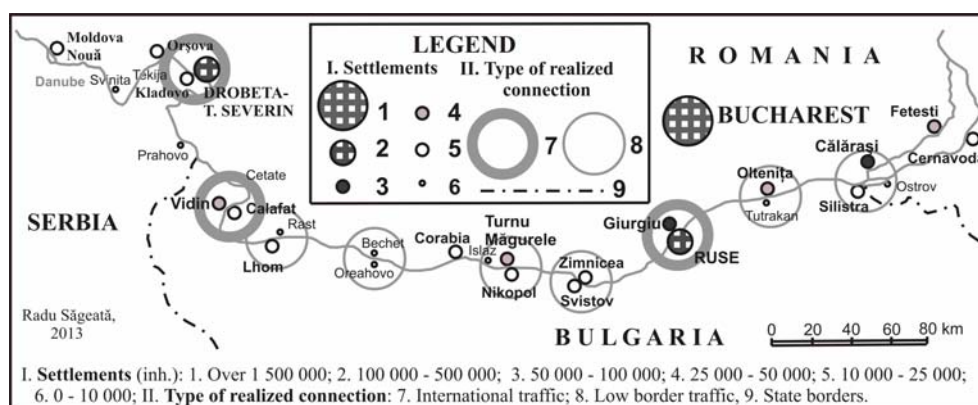 LEGEND
I. Settlements
II. Type of realized
connection
1
2
3
4
5
6
7
8
9
ROMANIA
BUCHAREST
SERBIA
BULGARIA
Moldova
Nouă
Danube
Svinita
Orşova
Tekija
Kladovo
DROBETA-
T. SEVERIN
Prahovo
Cetate
Vidin
Calafat
Rast
Lhom
Bechet
Oreahovo
Corabia
Islaz
Turnu
Măgurele
Nikopol
Zimnicea
Svistov
Giurgiu
RUSE
Olteniţa
Tutrakan
Călăraşi
Silistra
Ostrov
Fetesti
Cernavoda
Radu Săgeată,
2013
0 20 40 60 80 km
I. Settlements (inh.): 1. Over 1 500 000; 2. 100 000 - 500 000; 3. 50 000 - 100 000; 4. 25 000 - 50 000; 5. 10 000 - 25 000;
6. 0 - 10 000; II. Type of realized connection: 7. International traffic; 8. Low border traffic, 9. State borders.